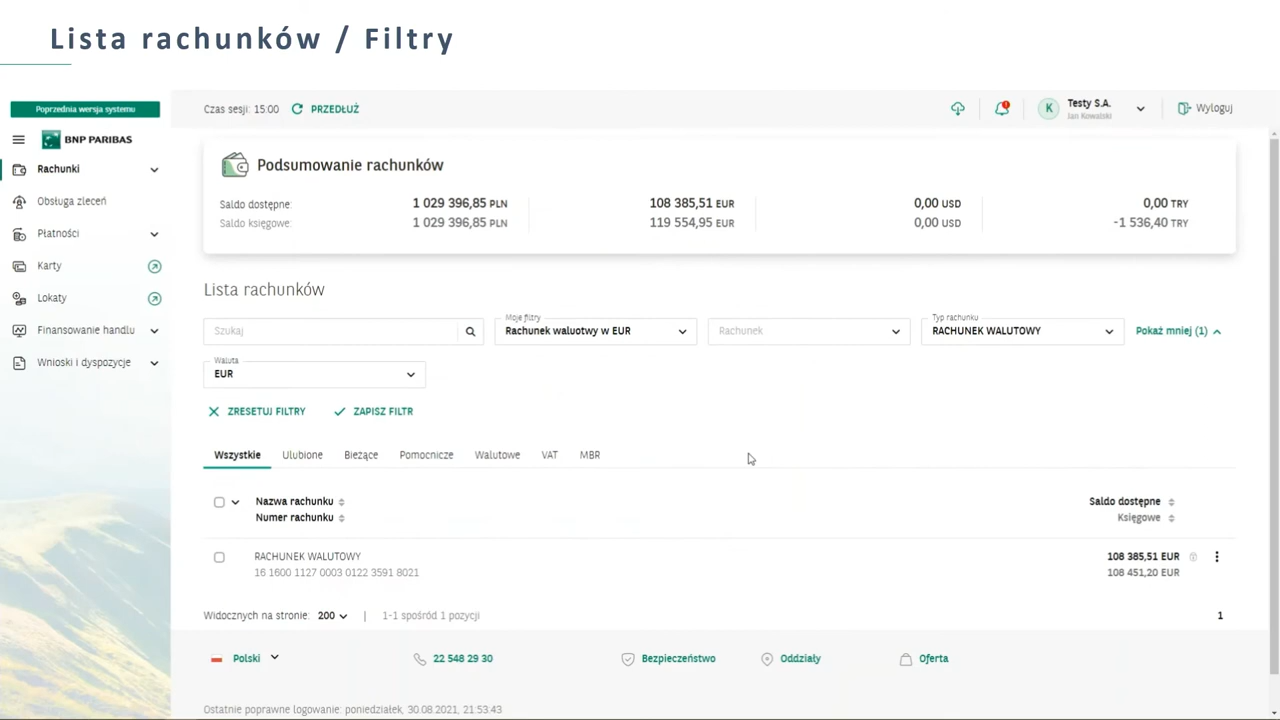 Lista rachunków / Filtry
Poprzednia wersja systemu
BNP PARIBAS
Rachunki
Obsługa zleceń
Płatności
Karty
Lokaty
Finansowanie handlu
Wnioski i dyspozycje
Czas sesji: 15:00 PRZEDŁUŻ
K Testy S.A.
Jan Kowalski
Wyloguj
Podsumowanie rachunków
Saldo dostępne: 1 029 396,85 PLN 108 385,51 EUR 0,00 USD 0,00 TRY
Saldo księgowe: 1 029 396,85 PLN 119 554,95 EUR 0,00 USD -1 536,40 TRY
Lista rachunków
Szukaj
Moje filtry
Rachunek waluotwy w EUR
Rachunek
Typ rachunku
RACHUNEK WALUTOWY
Pokaż mniej (1)
Waluta
EUR
ZRESETUJ FILTRY ZAPISZ FILTR
Wszystkie Ulubione Bieżące Pomocnicze Walutowe VAT MBR
Nazwa rachunku Saldo dostępne
Numer rachunku Księgowe
RACHUNEK WALUTOWY 108 385,51 EUR
16 1600 1127 0003 0122 3591 8021 108 451,20 EUR
Widocznych na stronie: 200 | 1-1 spośród 1 pozycji 1
Polski 22 548 29 30 Bezpieczeństwo Oddziały Oferta
Ostatnie poprawne logowanie: poniedziałek, 30.08.2021, 21:53:43